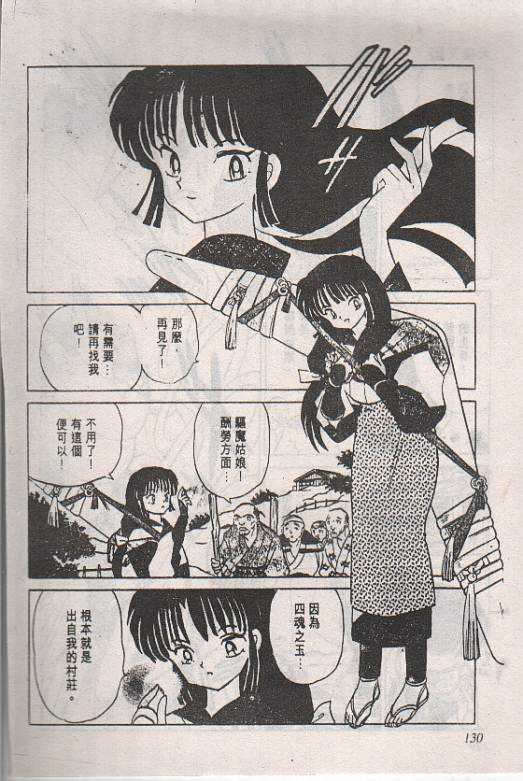 那麼，
再見了！
有需要…
請再找我
吧！
驅魔姑娘！
酬勞方面…
不用了！
有這個
便可以！
因為
四魂之玉…
根本就是
出自我的村莊。
130